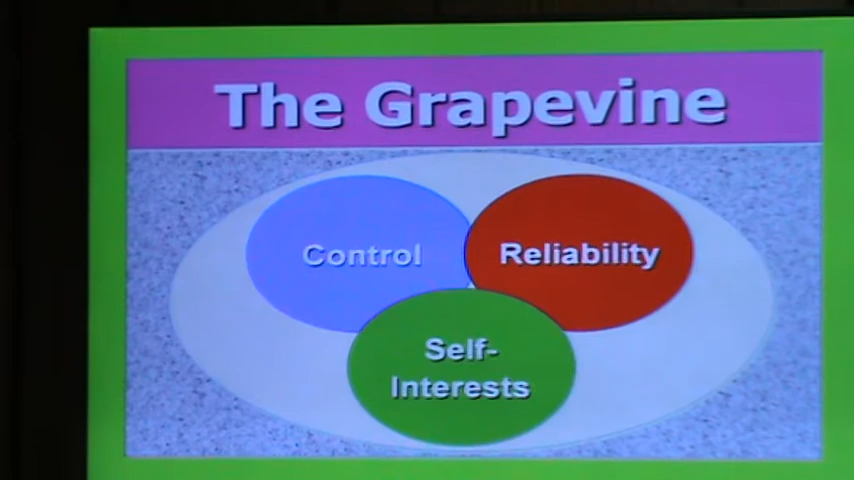 The Grapevine
Control
Reliability
Self-
Interests